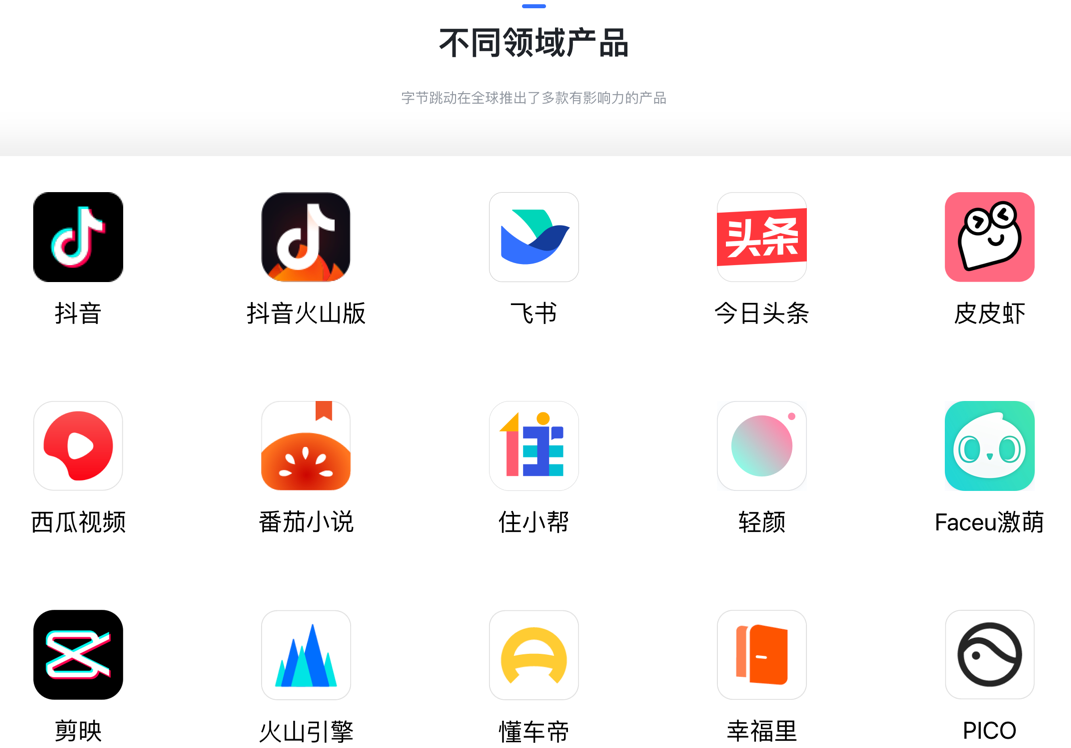 不同领域产品
字节跳动在全球推出了多款有影响力的产品
头条
抖音
抖音火山版
飞书
今日头条
皮皮虾
住
西瓜视频
番茄小说
住小帮
轻颜
Faceu激萌
剪映
火山引擎
懂车帝
幸福里
PICO